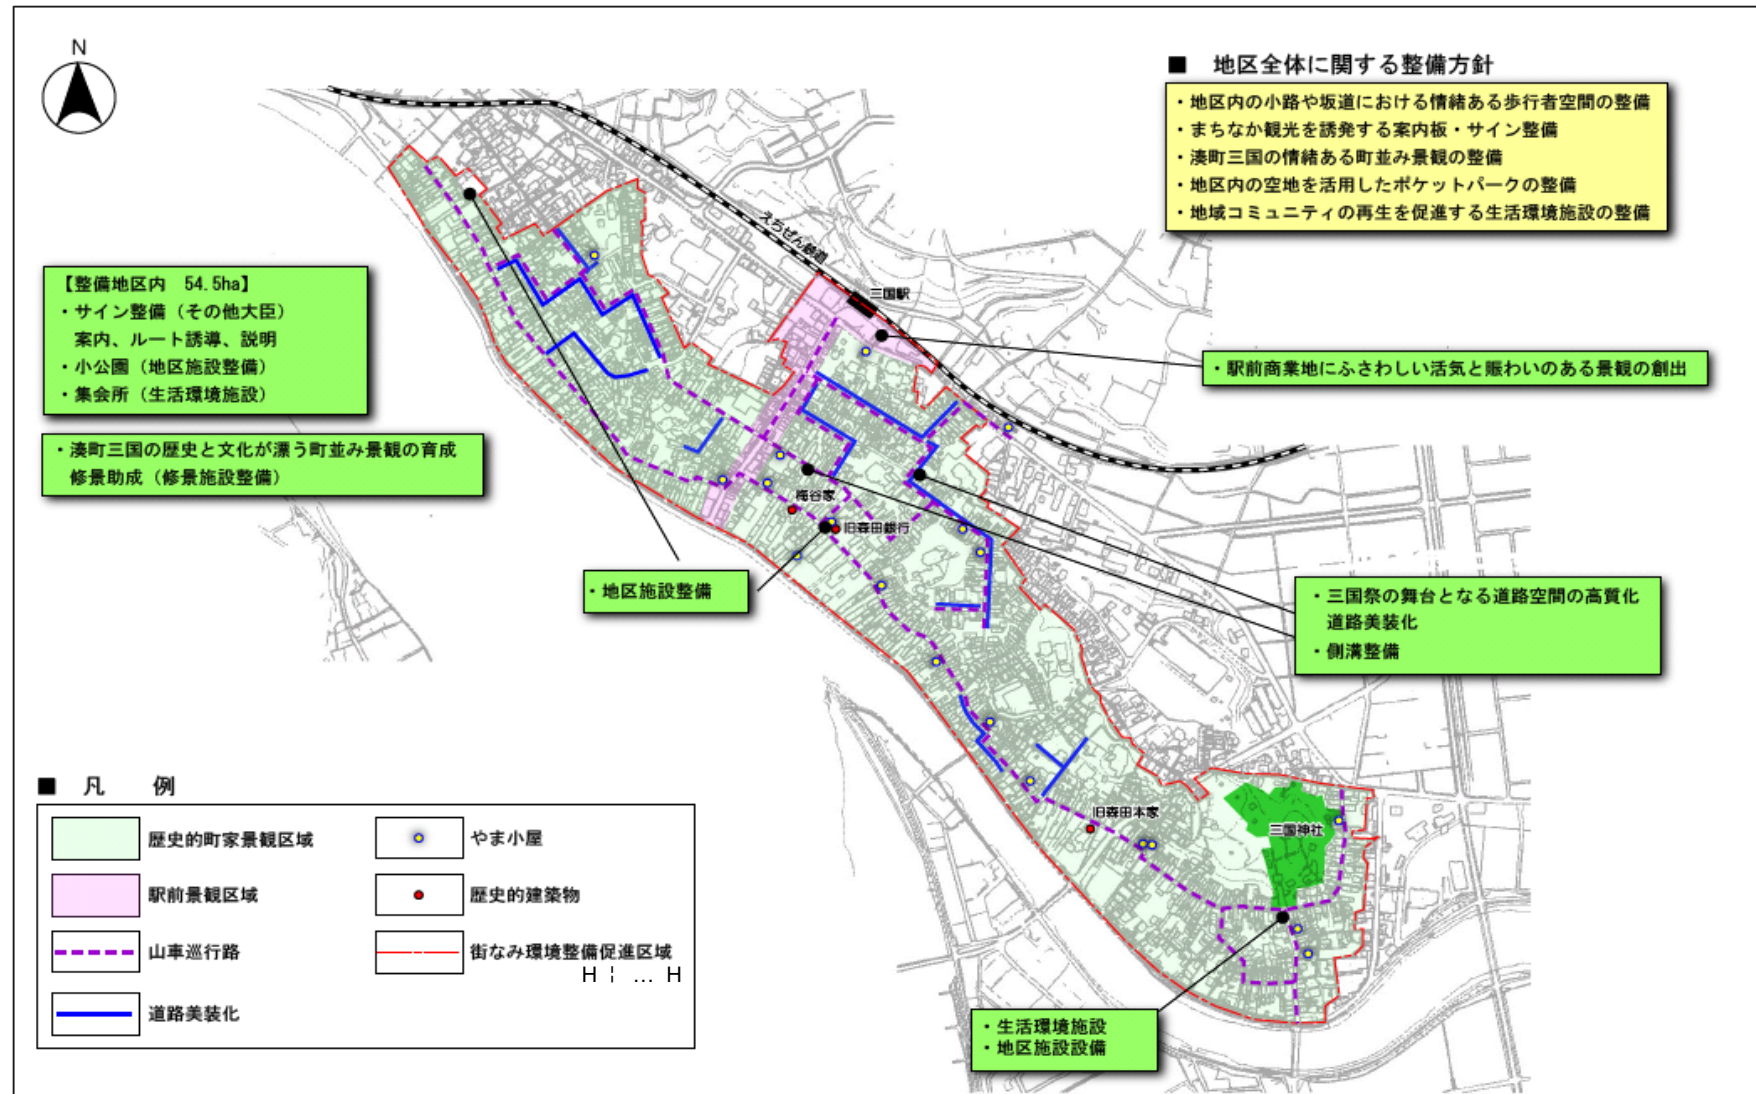 N
■ 地区全体に関する整備方針
・地区内の小路や坂道における情緒ある歩行者空間の整備
・まちなか観光を誘発する案内板・サイン整備
・湊町三国の情緒ある町並み景観の整備
・地区内の空地を活用したポケットパークの整備
・地域コミュニティの再生を促進する生活環境施設の整備
えちぜん鉄道
三国駅
【整備地区内 54.5ha】
・サイン整備（その他大臣）
案内、ルート誘導、説明
・小公園（地区施設整備）
・集会所（生活環境施設）
・駅前商業地にふさわしい活気と賑わいのある景観の創出
・湊町三国の歴史と文化が漂う町並み景観の育成
修景助成（修景施設整備）
梅谷家
旧森田銀行
・地区施設整備
・三国祭の舞台となる道路空間の高質化
道路美装化
・側溝整備
旧森田本家
三国神社
・生活環境施設
・地区施設設備
■ 凡 例
歴史的町家景観区域
やま小屋
駅前景観区域
歴史的建築物
山車巡行路
街なみ環境整備促進区域
H ¦ … H
道路美装化